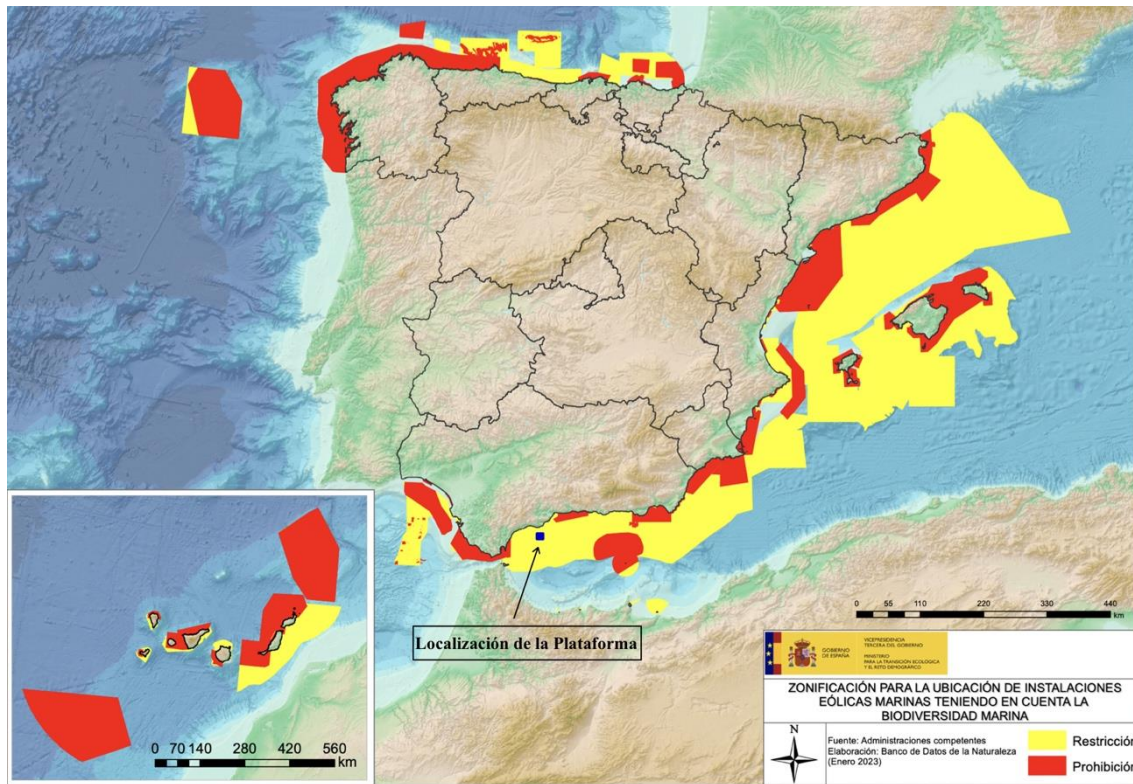 Localización de la Plataforma
0 55 110 220 330 440
km
0 70 140 280 420 560
km
GOBIERNO
DE ESPAÑA
VICEPRESIDENCIA
TERCERA DEL GOBIERNO
MINISTERIO
PARA LA TRANSICIÓN ECOLÓGICA
Y EL RETO DEMOGRÁFICO
ZONIFICACIÓN PARA LA UBICACIÓN DE INSTALACIONES
EÓLICAS MARINAS TENIENDO EN CUENTA LA
BIODIVERSIDAD MARINA
N
Fuente: Administraciones competentes
Elaboración: Banco de Datos de la Naturaleza
(Enero 2023)
Restricción
Prohibición